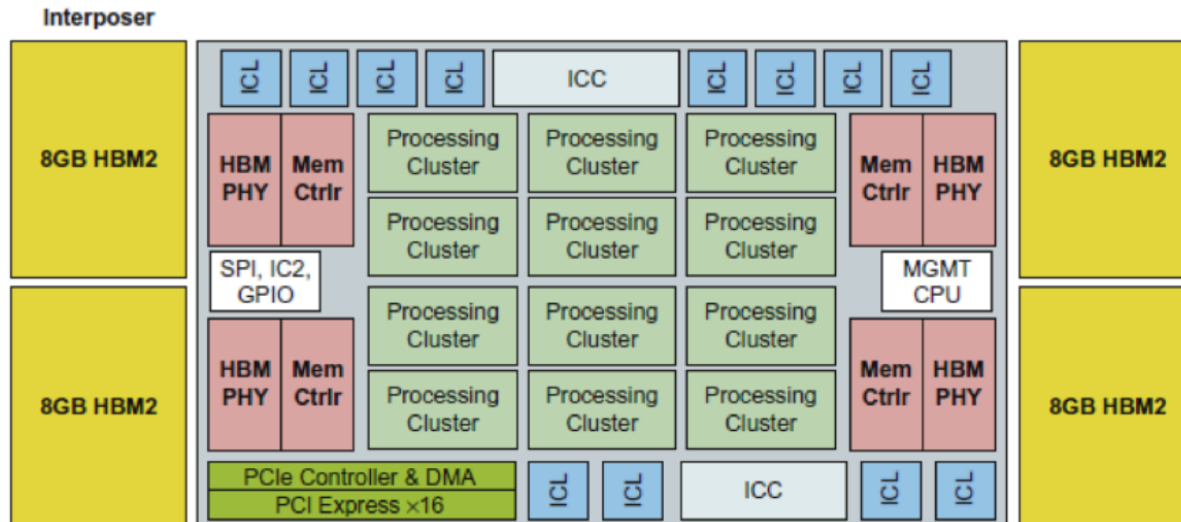 Interposer
ICL ICL ICL ICL ICC ICL ICL ICL ICL
8GB HBM2
HBM
PHY
Mem
Ctrlr
Processing
Cluster
Processing
Cluster
Processing
Cluster
Mem
Ctrlr
HBM
PHY
8GB HBM2
Processing
Cluster
Processing
Cluster
Processing
Cluster
SPI, IC2,
GPIO
MGMT
CPU
8GB HBM2
HBM
PHY
Mem
Ctrlr
Processing
Cluster
Processing
Cluster
Processing
Cluster
Mem
Ctrlr
HBM
PHY
8GB HBM2
Processing
Cluster
Processing
Cluster
Processing
Cluster
PCIe Controller & DMA
PCI Express ×16
ICL ICL ICC ICL ICL